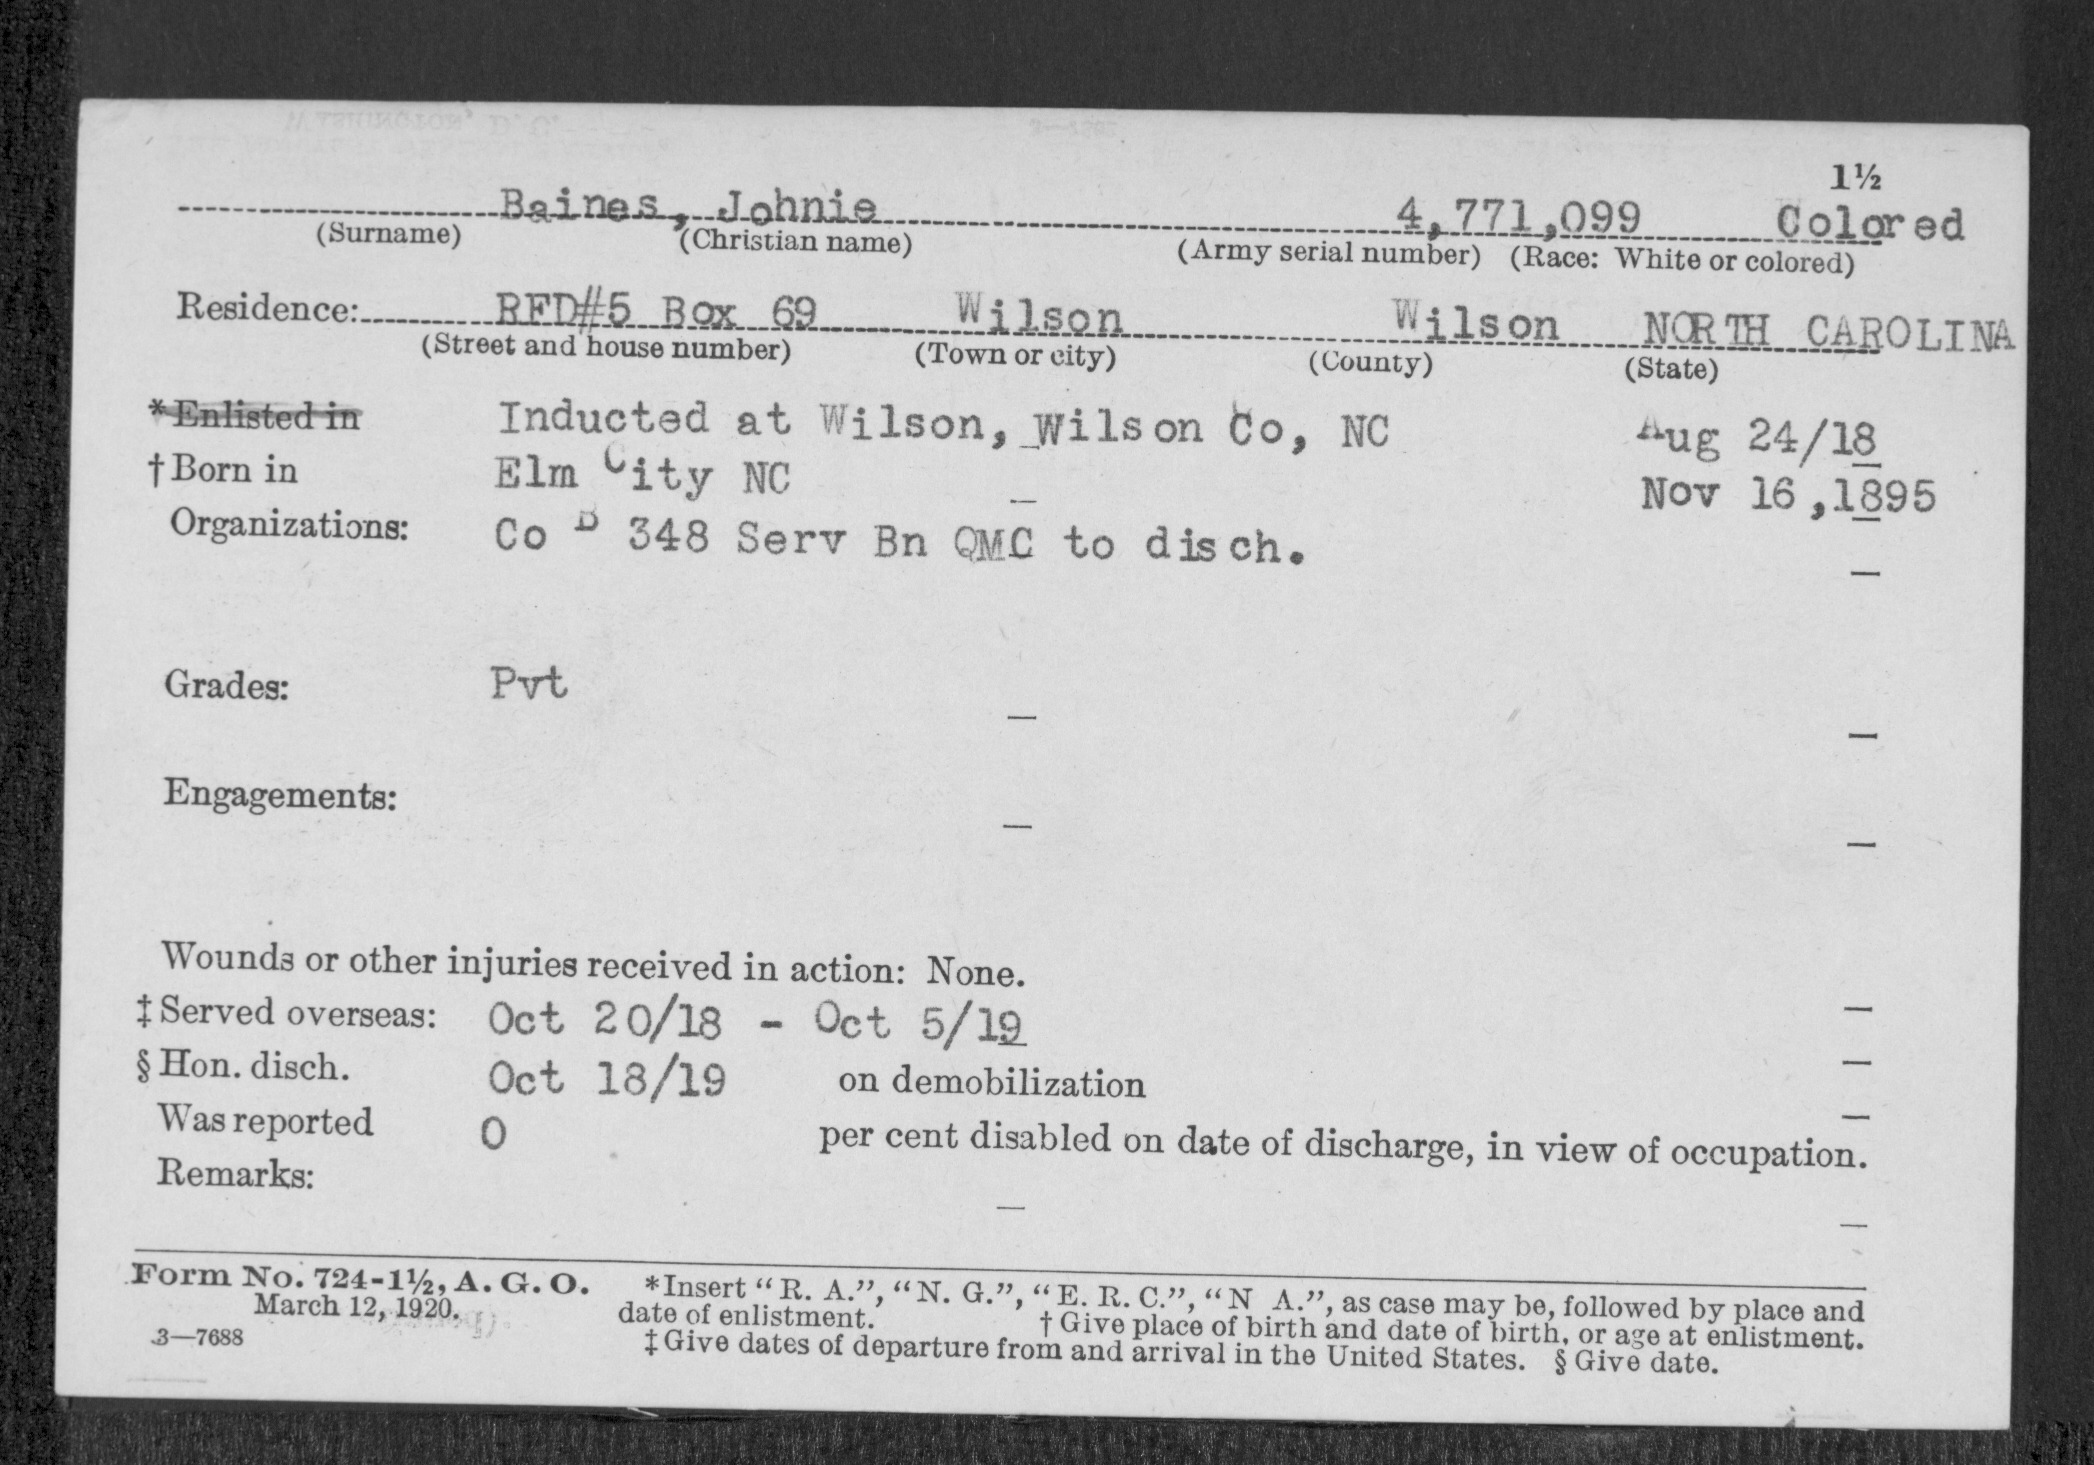 1½
Baines, Johnie 4,771,099 Colored
(Surname) (Christian name) (Army serial number) (Race: White or colored)
Residence: RFD#5 Box 69 Wilson Wilson NORTH CAROLINA
(Street and house number) (Town or city) (County) (State)
*Enlisted in Inducted at Wilson, Wilson Co, NC Aug 24/18
†Born in Elm City NC Nov 16,1895
Organizations: Co B 348 Serv Bn QMC to disch.
Grades: Pvt
Engagements:
Wounds or other injuries received in action: None.
‡Served overseas: Oct 20/18 - Oct 5/19
§Hon. disch. Oct 18/19 on demobilization
Was reported 0 per cent disabled on date of discharge, in view of occupation.
Remarks:
Form No. 724-1½, A. G. O. *Insert "R. A.", "N. G.", "E. R. C.", "N A.", as case may be, followed by place and
March 12, 1920. date of enlistment. †Give place of birth and date of birth, or age at enlistment.
3—7688 ‡Give dates of departure from and arrival in the United States. §Give date.